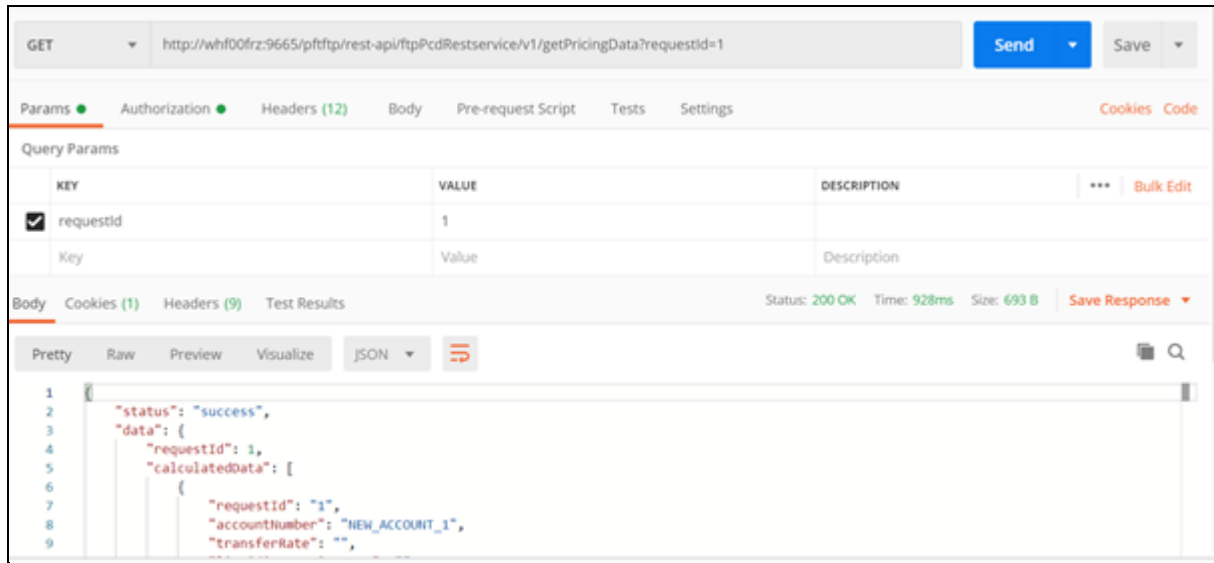 GET http://whf00frz:9665/pftftp/rest-api/ftpPcdRestservice/v1/getPricingData?requestId=1 Send Save
Params Authorization Headers (12) Body Pre-request Script Tests Settings Cookies Code
Query Params
KEY VALUE DESCRIPTION ••• Bulk Edit
requestId 1
Key Value Description
Body Cookies (1) Headers (9) Test Results Status: 200 OK Time: 928ms Size: 693 B Save Response
Pretty Raw Preview Visualize JSON
1 {
2 "status": "success",
3 "data": {
4 "requestId": 1,
5 "calculatedData": [
6 {
7 "requestId": "1",
8 "accountNumber": "NEW_ACCOUNT_1",
9 "transferRate": "",